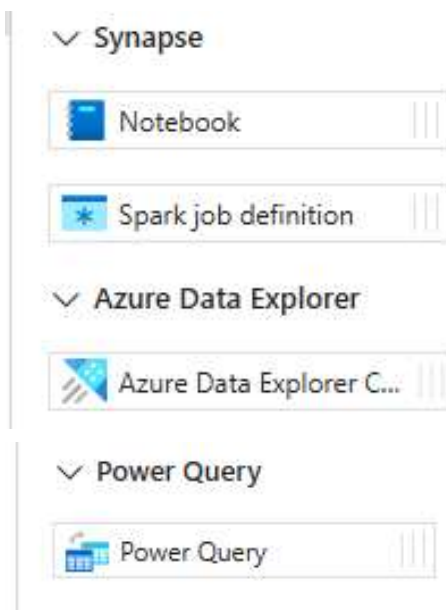 Synapse
Notebook
Spark job definition
Azure Data Explorer
Azure Data Explorer C...
Power Query
Power Query